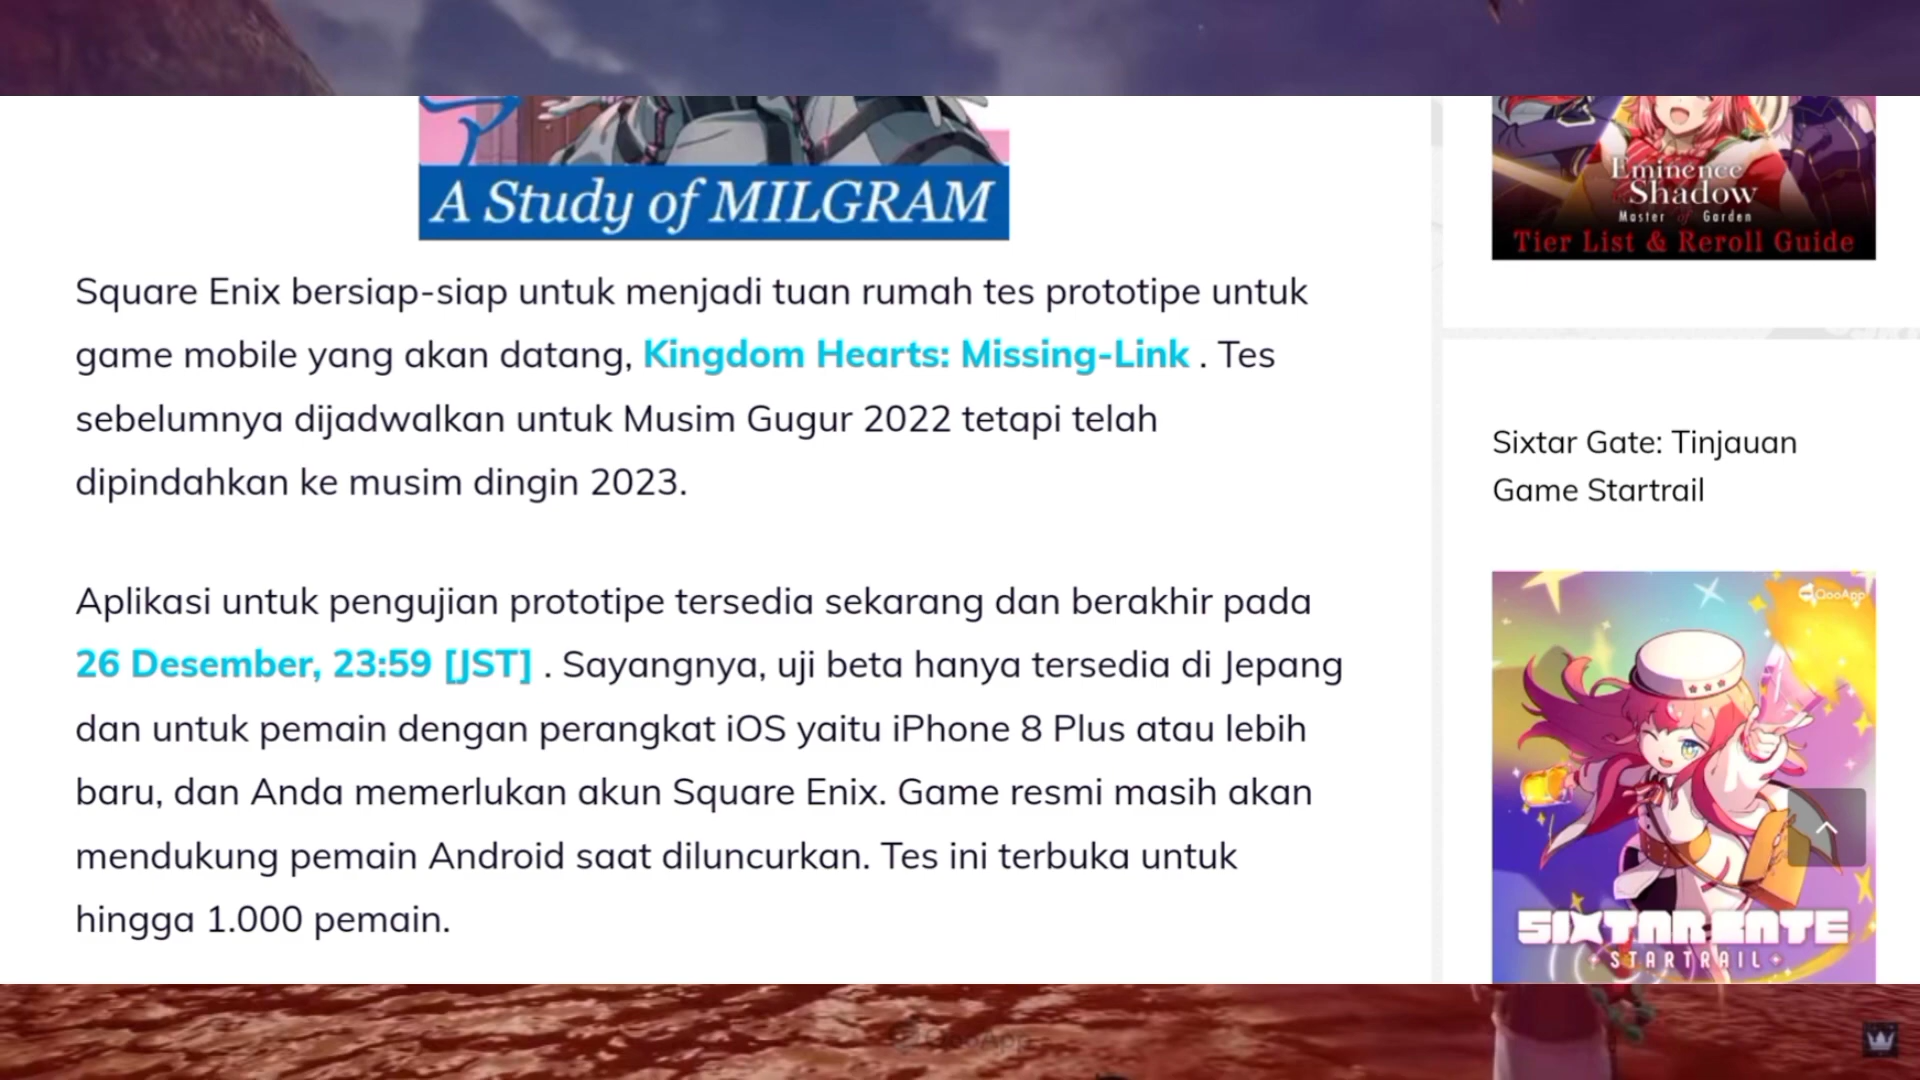 ア
A Study of MILGRAM
Square Enix bersiap-siap untuk menjadi tuan rumah tes prototipe untuk
game mobile yang akan datang, Kingdom Hearts: Missing-Link . Tes
sebelumnya dijadwalkan untuk Musim Gugur 2022 tetapi telah
dipindahkan ke musim dingin 2023.
Aplikasi untuk pengujian prototipe tersedia sekarang dan berakhir pada
26 Desember, 23:59 [JST] . Sayangnya, uji beta hanya tersedia di Jepang
dan untuk pemain dengan perangkat iOS yaitu iPhone 8 Plus atau lebih
baru, dan Anda memerlukan akun Square Enix. Game resmi masih akan
mendukung pemain Android saat diluncurkan. Tes ini terbuka untuk
hingga 1.000 pemain.
Eminence
Shadow
Master of Garden
Tier List & Reroll Guide
Sixtar Gate: Tinjauan
Game Startrail
QooApp
SIXTAR GATE
STARTRAIL
QooApp